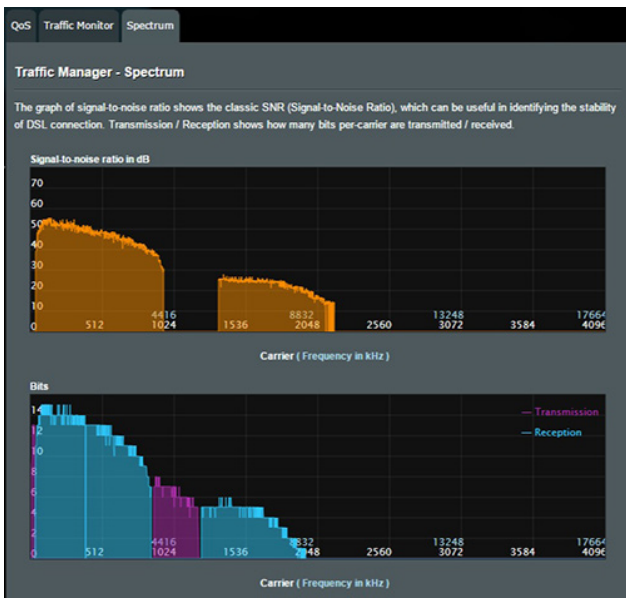 QoS Traffic Monitor Spectrum
Traffic Manager - Spectrum
The graph of signal-to-noise ratio shows the classic SNR (Signal-to-Noise Ratio), which can be useful in identifying the stability
of DSL connection. Transmission / Reception shows how many bits per-carrier are transmitted / received.
Signal-to-noise ratio in dB
70
60
50
40
30
20
10
4416 8832 13248 17664
0 512 1024 1536 2048 2560 3072 3584 4096
Carrier ( Frequency in kHz )
Bits
14
— Transmission
12
— Reception
10
8
6
4
2
4416 8832 13248 17664
0 512 1024 1536 2048 2560 3072 3584 4096
Carrier ( Frequency in kHz )